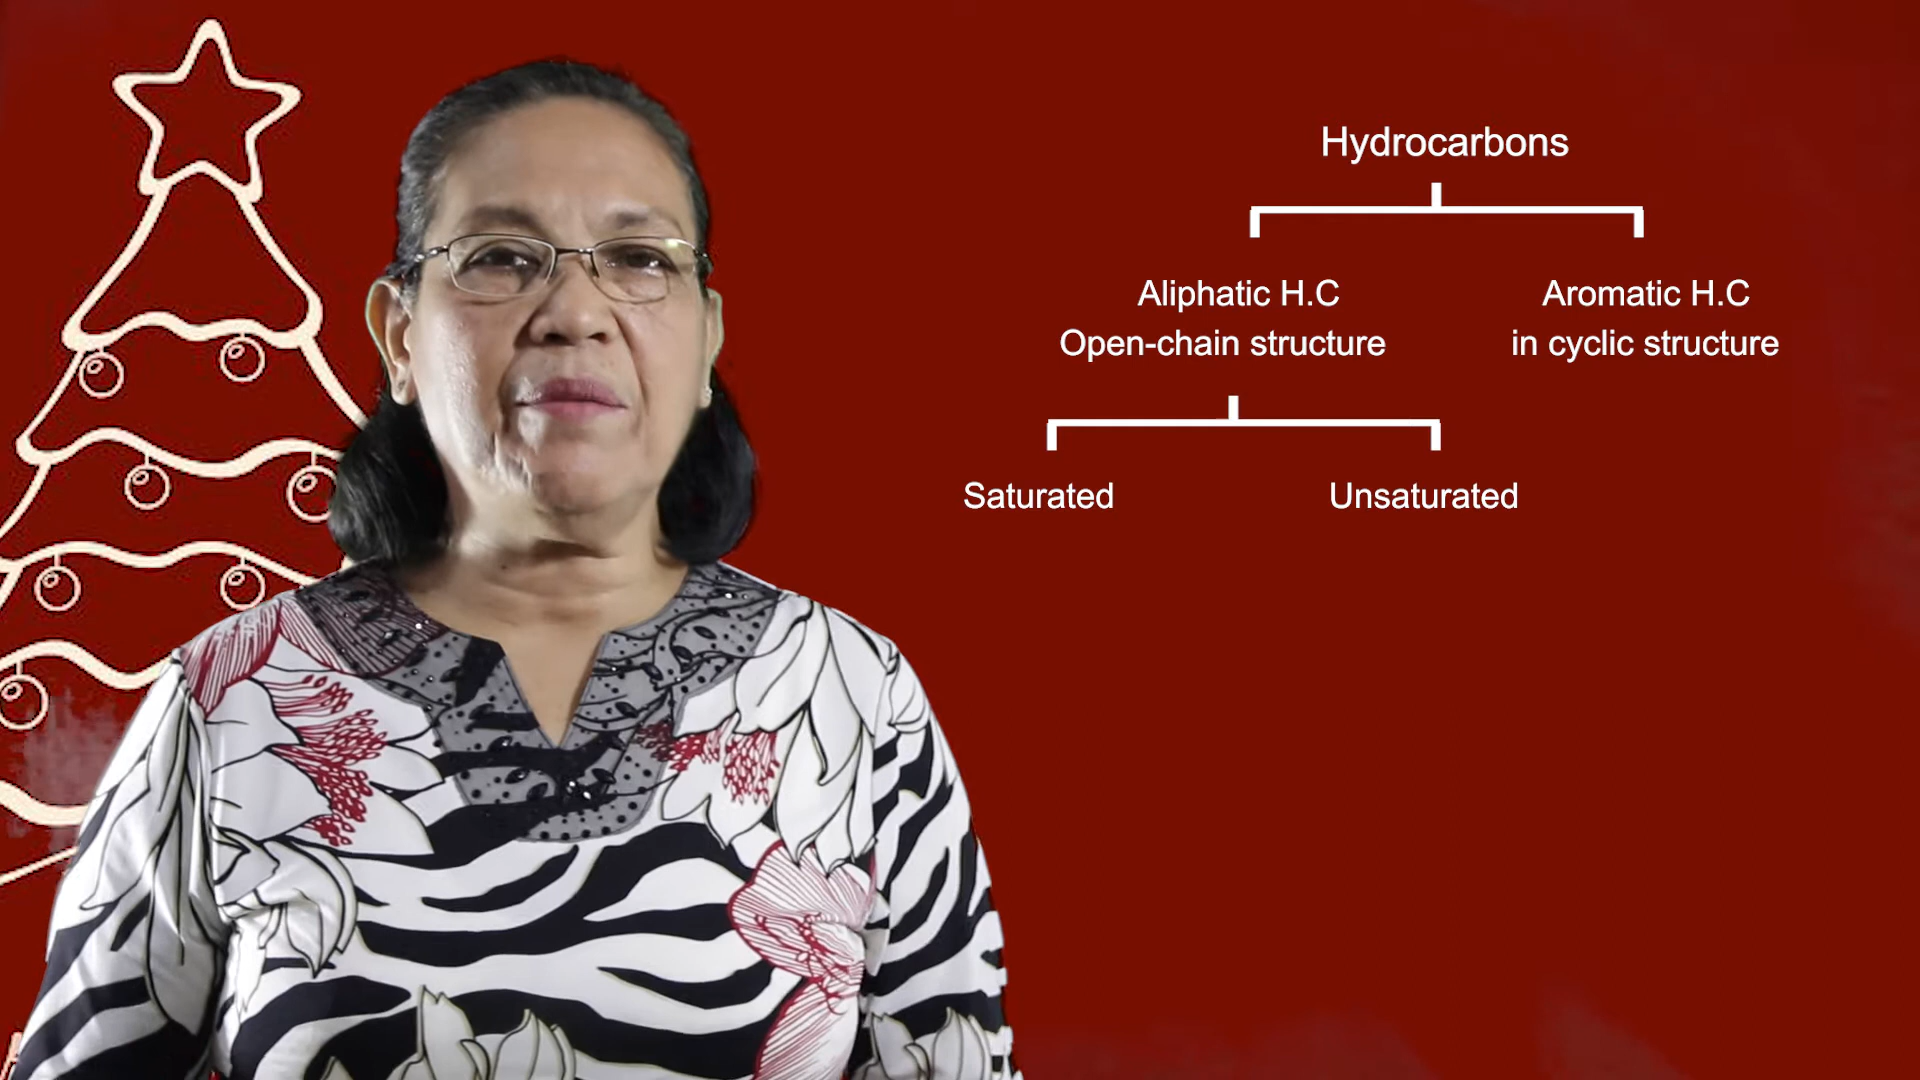 Hydrocarbons
Aliphatic H.C
Open-chain structure
Aromatic H.C
in cyclic structure
Saturated
Unsaturated